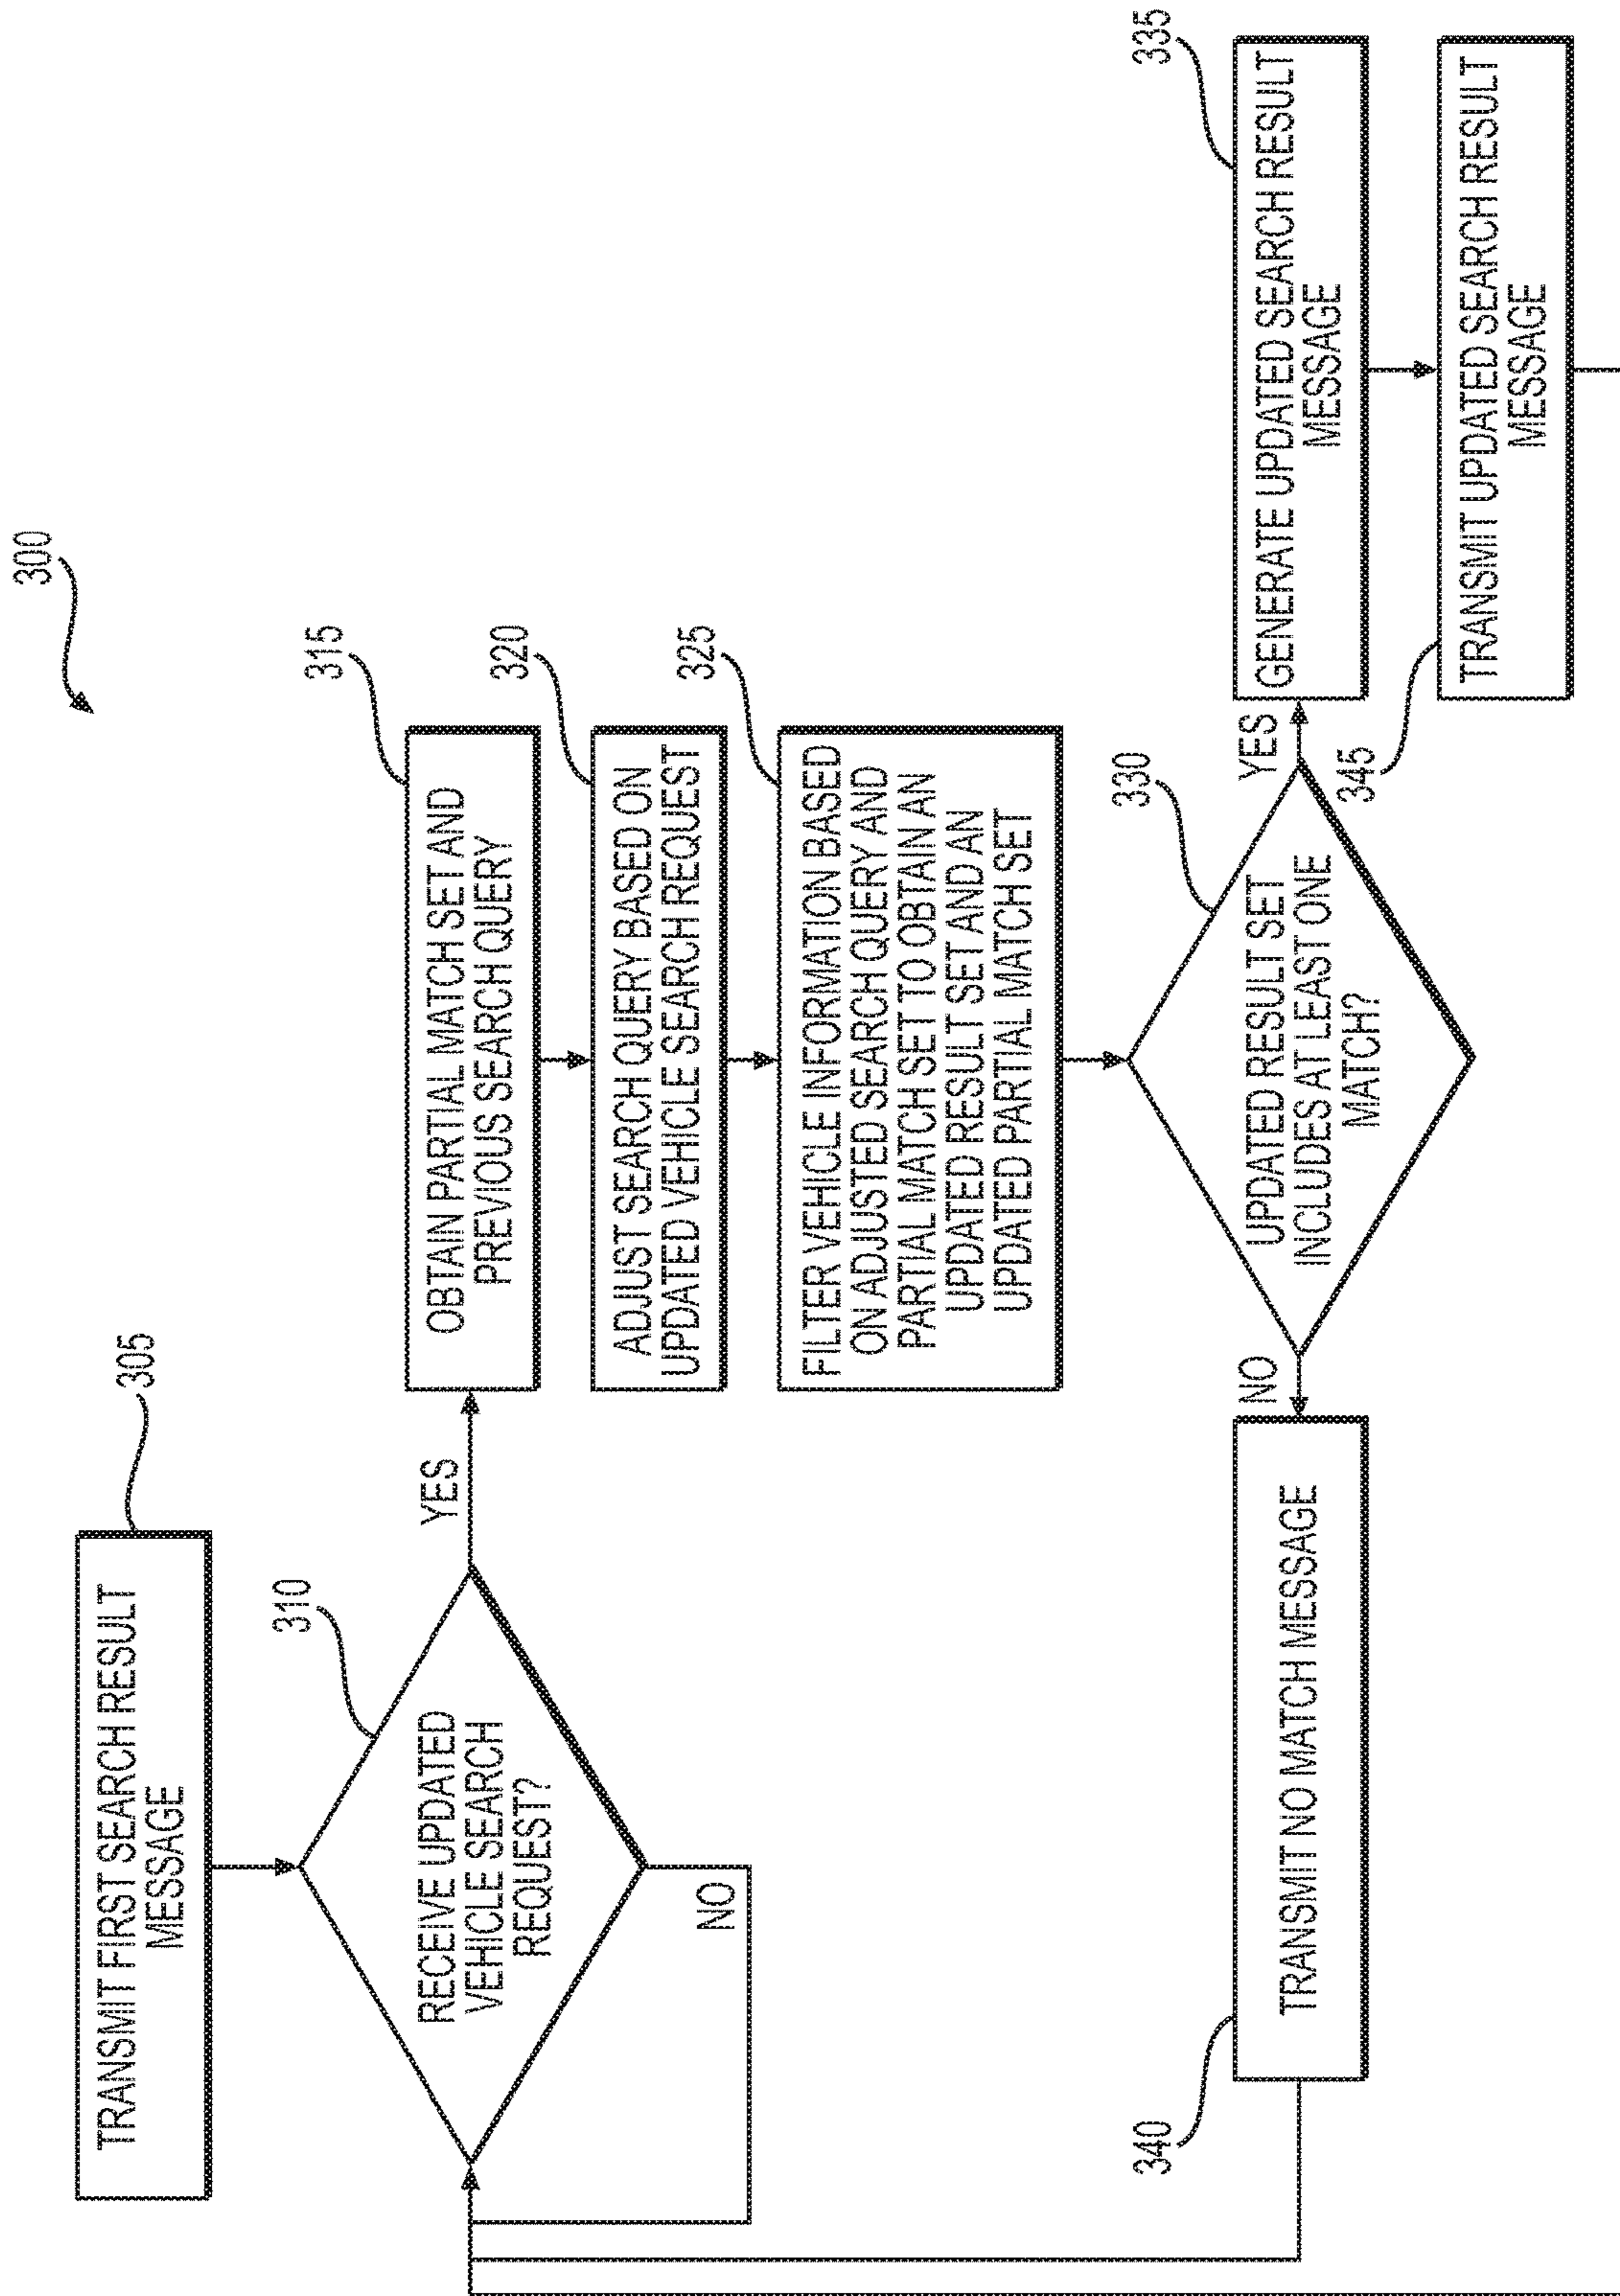 300
TRANSMIT FIRST SEARCH RESULT
MESSAGE
305
RECEIVE UPDATED
VEHICLE SEARCH
REQUEST?
310
YES
NO
OBTAIN PARTIAL MATCH SET AND
PREVIOUS SEARCH QUERY
315
ADJUST SEARCH QUERY BASED ON
UPDATED VEHICLE SEARCH REQUEST
320
FILTER VEHICLE INFORMATION BASED
ON ADJUSTED SEARCH QUERY AND
PARTIAL MATCH SET TO OBTAIN AN
UPDATED RESULT SET AND AN
UPDATED PARTIAL MATCH SET
325
UPDATED RESULT SET
INCLUDES AT LEAST ONE
MATCH?
330
NO
YES
TRANSMIT NO MATCH MESSAGE
340
GENERATE UPDATED SEARCH RESULT
MESSAGE
335
TRANSMIT UPDATED SEARCH RESULT
MESSAGE
345